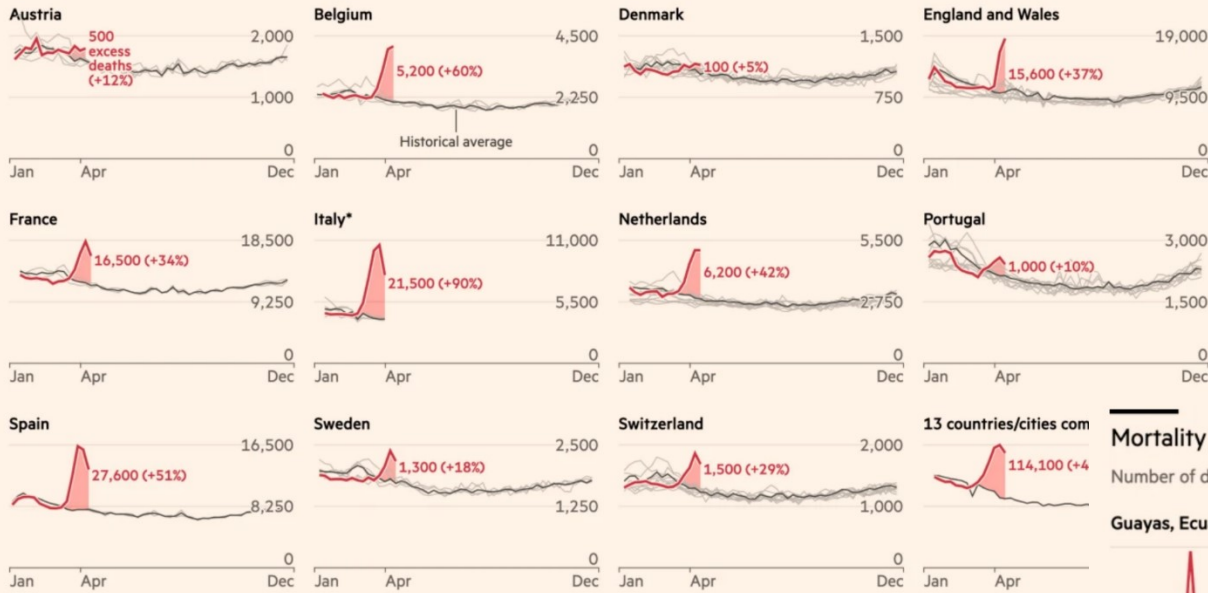 Austria
500
excess
deaths
(+12%)
2,000
1,000
0
Jan Apr Dec
Belgium
4,500
5,200 (+60%)
2,250
Historical average
0
Jan Apr Dec
Denmark
1,500
100 (+5%)
750
0
Jan Apr Dec
England and Wales
19,000
15,600 (+37%)
9,500
0
Jan Apr Dec
France
18,500
16,500 (+34%)
9,250
0
Jan Apr Dec
Italy*
11,000
21,500 (+90%)
5,500
0
Jan Apr Dec
Netherlands
5,500
6,200 (+42%)
2,750
0
Jan Apr Dec
Portugal
3,000
1,000 (+10%)
1,500
0
Jan Apr Dec
Spain
16,500
27,600 (+51%)
8,250
0
Jan Apr Dec
Sweden
2,500
1,300 (+18%)
1,250
0
Jan Apr Dec
Switzerland
2,000
1,500 (+29%)
1,000
0
Jan Apr Dec
13 countries/cities com
114,100 (+4
Jan Apr
Mortality
Number of d
Guayas, Ecu